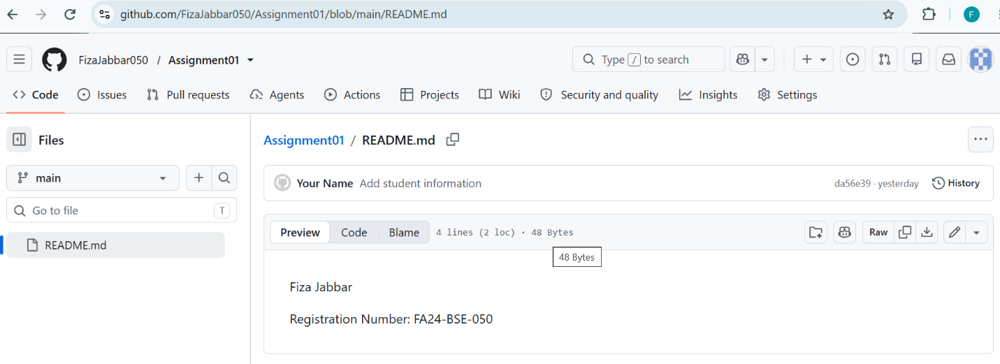 github.com/FizaJabbar050/Assignment01/blob/main/README.md
F
FizaJabbar050 / Assignment01
Type / to search
Code Issues Pull requests Agents Actions Projects Wiki Security and quality Insights Settings
Files
main
Go to file T
README.md
Assignment01 / README.md
Your Name Add student information da56e39 · yesterday History
Preview Code Blame 4 lines (2 loc) · 48 Bytes Raw
48 Bytes
Fiza Jabbar
Registration Number: FA24-BSE-050